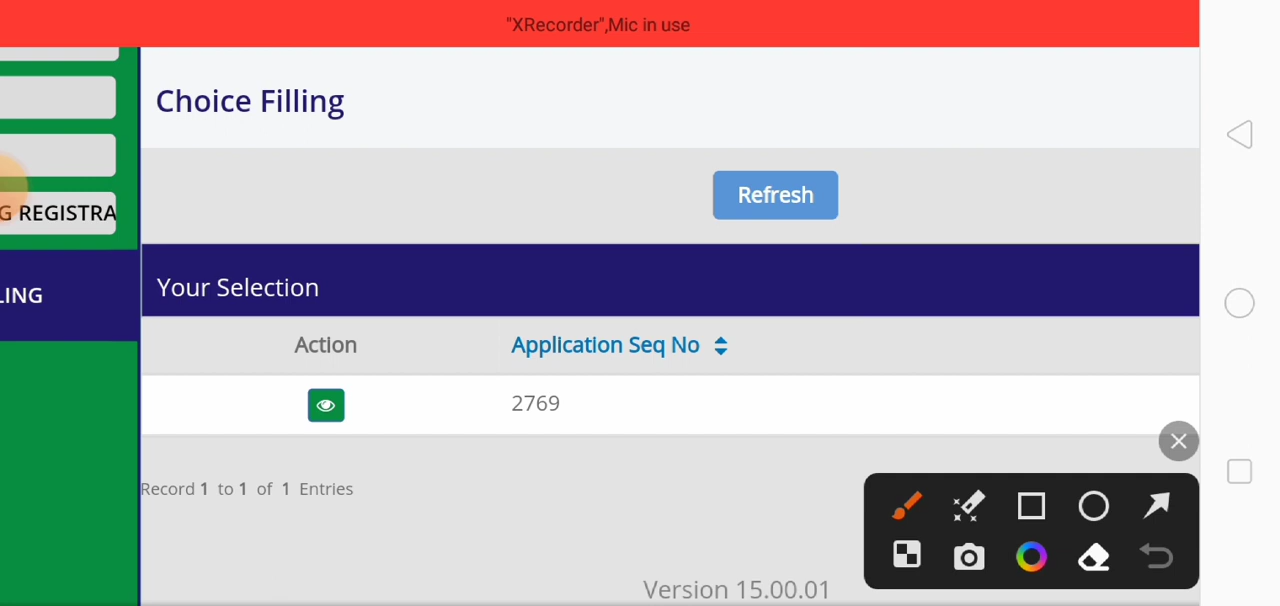 "XRecorder",Mic in use
Choice Filling
Refresh
G REGISTRA
LING
Your Selection
Action Application Seq No
2769
Record 1 to 1 of 1 Entries
Version 15.00.01